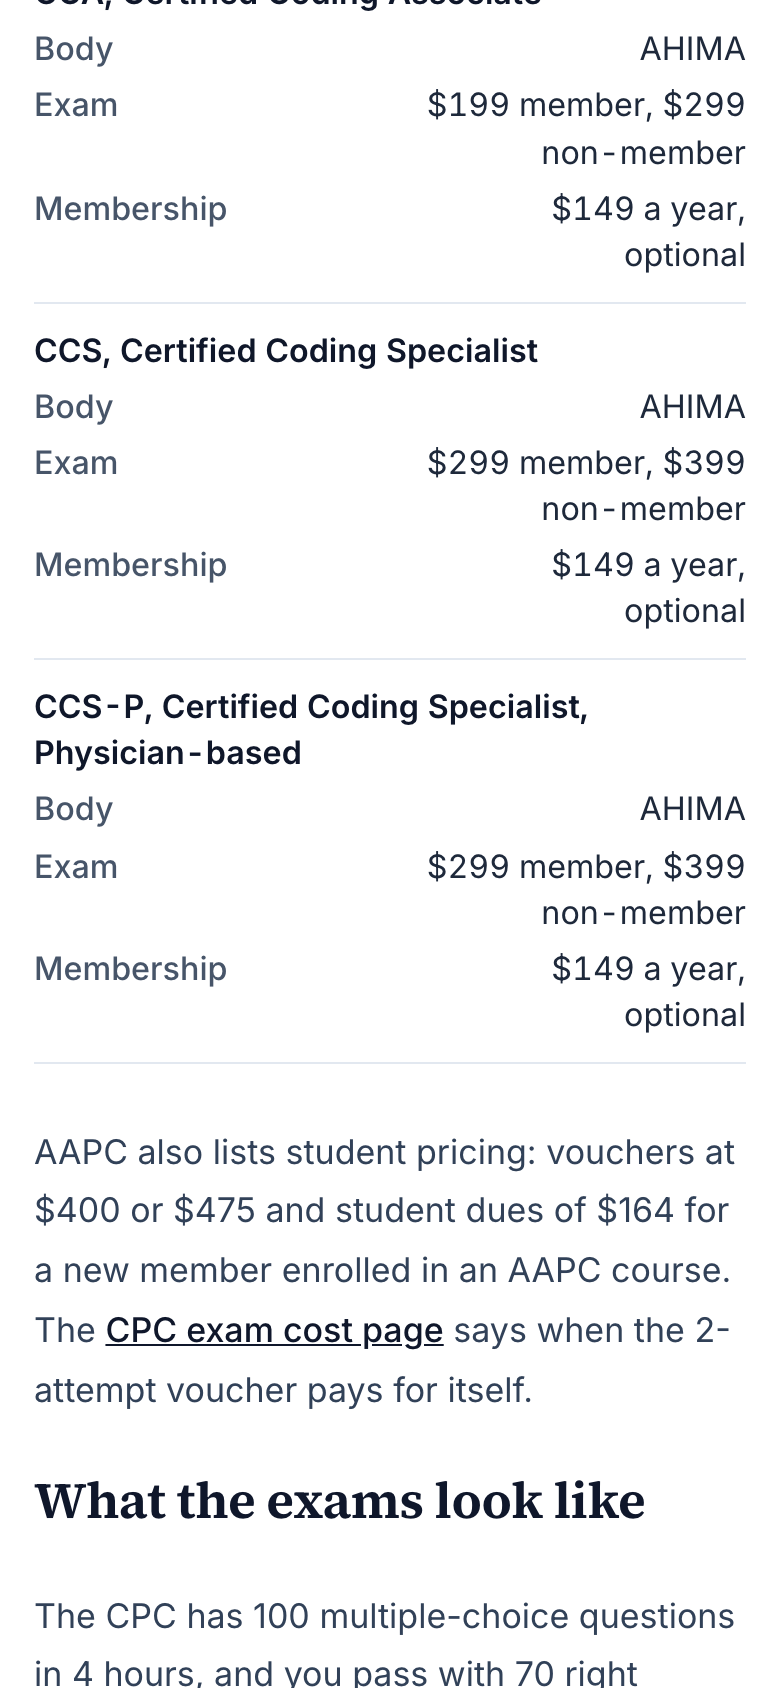 CCA, Certified Coding Associate
Body AHIMA
Exam $199 member, $299
non-member
Membership $149 a year,
optional
CCS, Certified Coding Specialist
Body AHIMA
Exam $299 member, $399
non-member
Membership $149 a year,
optional
CCS-P, Certified Coding Specialist,
Physician-based
Body AHIMA
Exam $299 member, $399
non-member
Membership $149 a year,
optional
AAPC also lists student pricing: vouchers at
$400 or $475 and student dues of $164 for
a new member enrolled in an AAPC course.
The CPC exam cost page says when the 2-
attempt voucher pays for itself.
What the exams look like
The CPC has 100 multiple-choice questions
in 4 hours, and you pass with 70 right